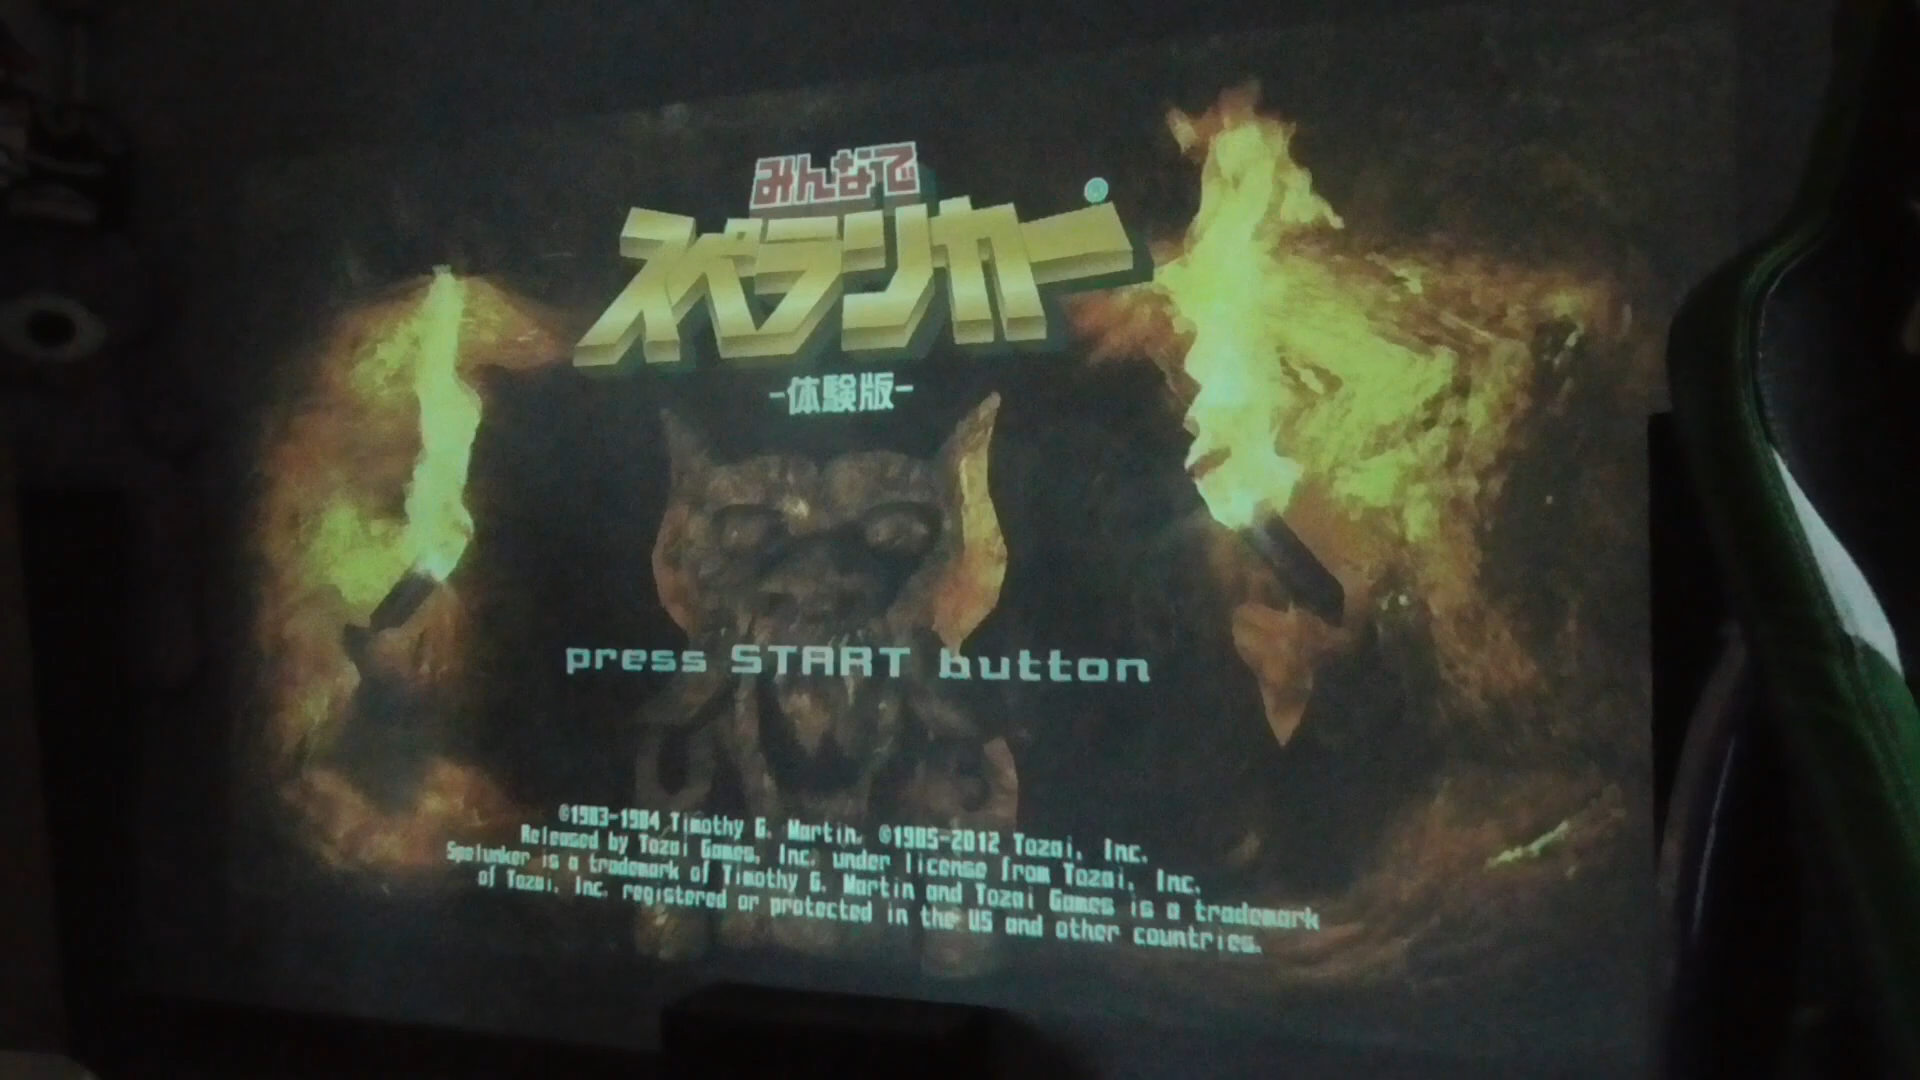 みんなで
スペランカー
-体験版-
press START button
©1983-1984 Timothy G. Martin. ©1985-2012 Tozai, Inc.
Released by Tozai Games, Inc. under license from Tozai, Inc.
Spelunker is a trademark of Timothy G. Martin and Tozai Games is a trademark
of Tozai, Inc. registered or protected in the US and other countries.